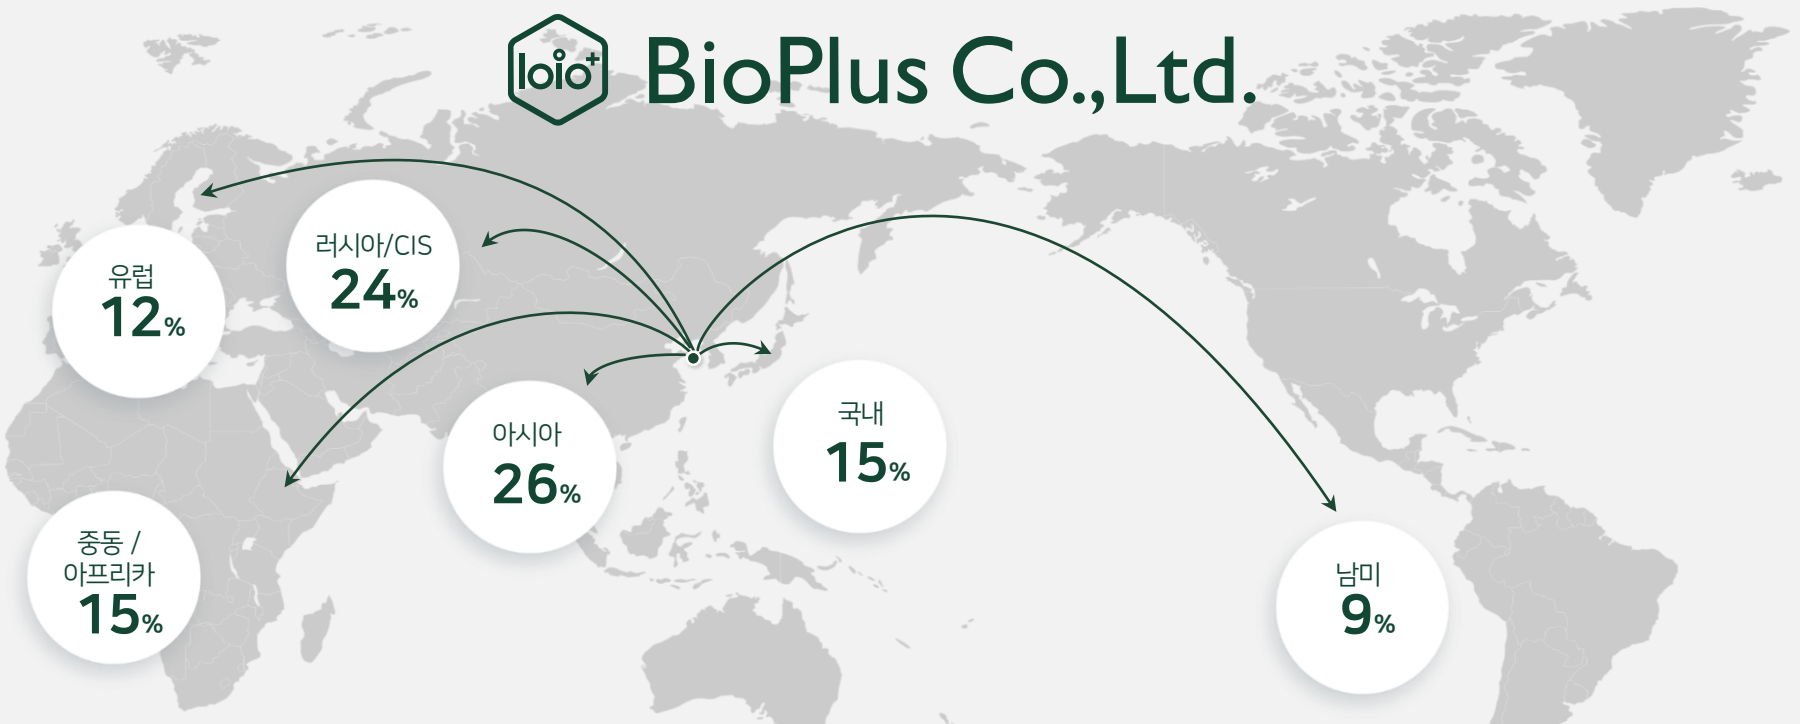 loio+
BioPlus Co.,Ltd.
유럽
12%
러시아/CIS
24%
중동 /
아프리카
15%
아시아
26%
국내
15%
남미
9%